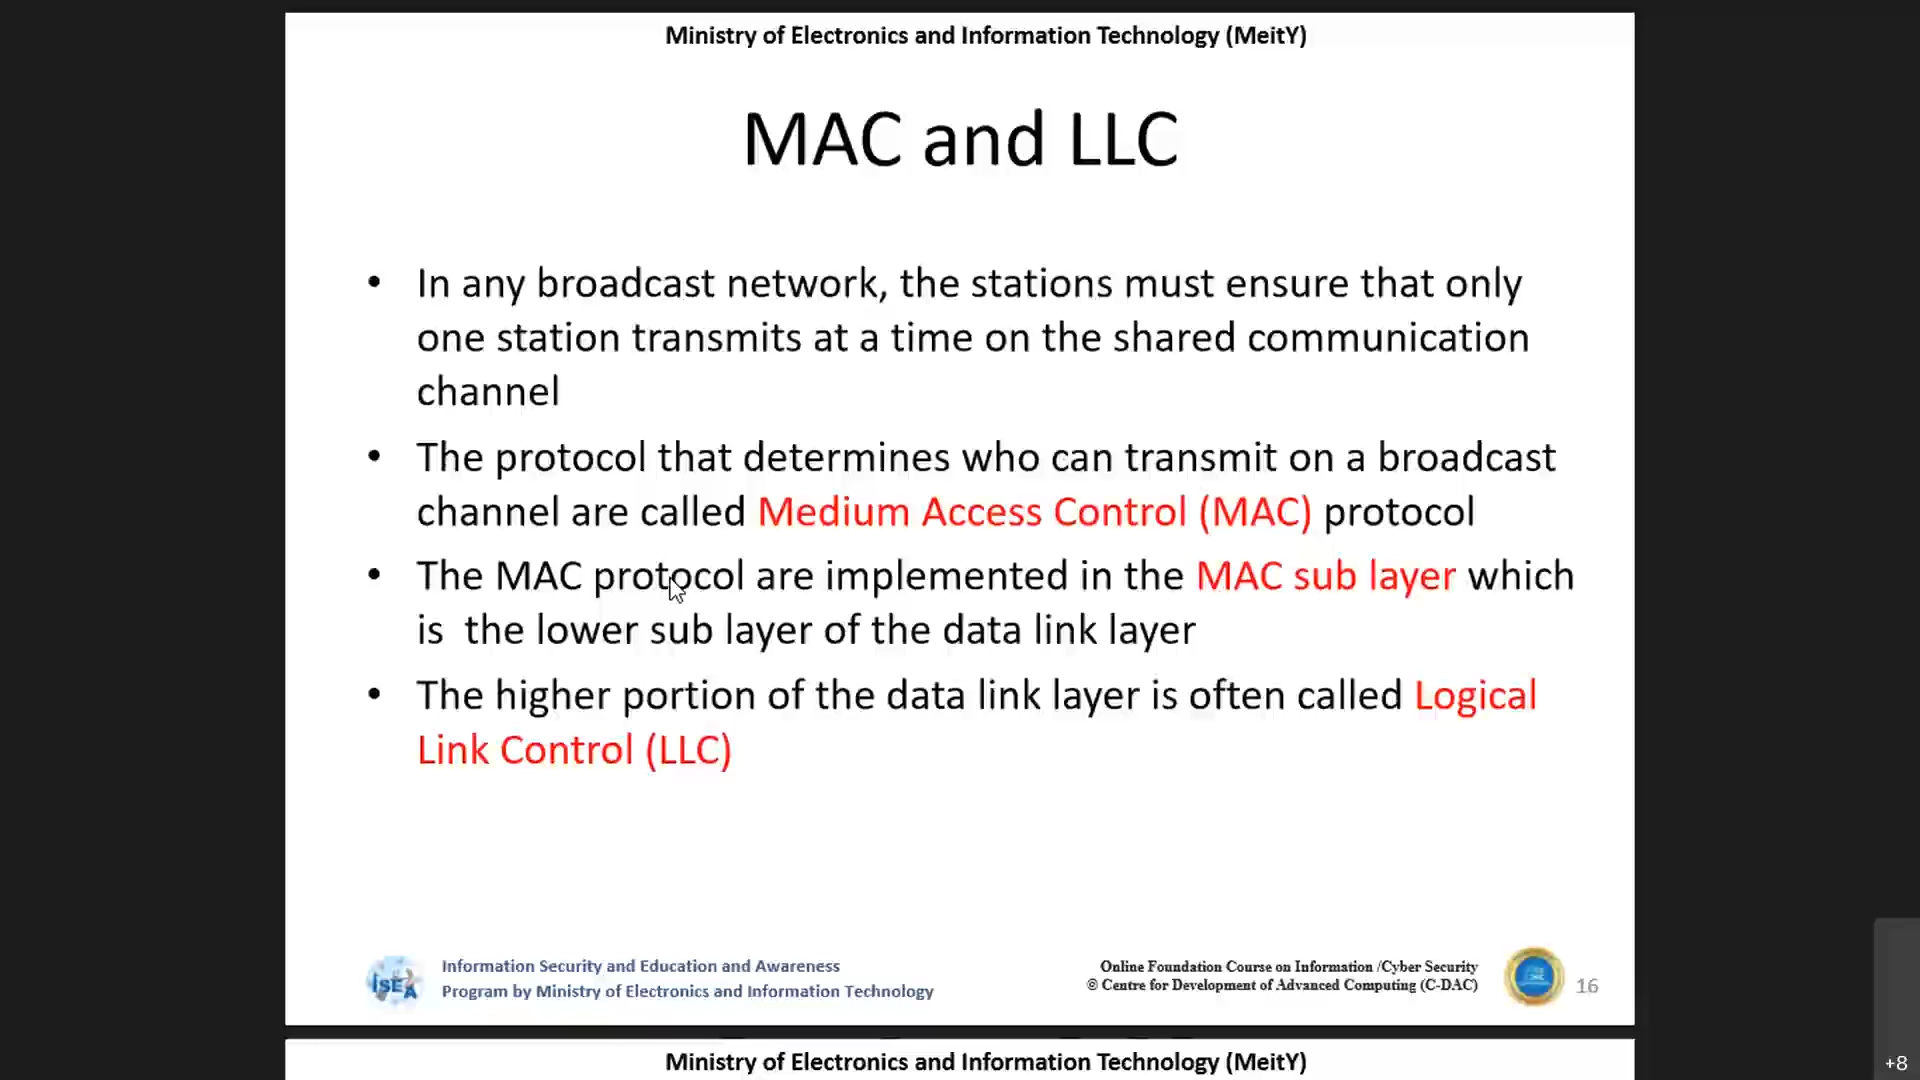 Ministry of Electronics and Information Technology (MeitY)
MAC and LLC
• In any broadcast network, the stations must ensure that only
one station transmits at a time on the shared communication
channel
• The protocol that determines who can transmit on a broadcast
channel are called Medium Access Control (MAC) protocol
• The MAC protocol are implemented in the MAC sub layer which
is the lower sub layer of the data link layer
• The higher portion of the data link layer is often called Logical
Link Control (LLC)
ISEA
Information Security and Education and Awareness
Program by Ministry of Electronics and Information Technology
Online Foundation Course on Information /Cyber Security
© Centre for Development of Advanced Computing (C-DAC)
16
Ministry of Electronics and Information Technology (MeitY)
+8